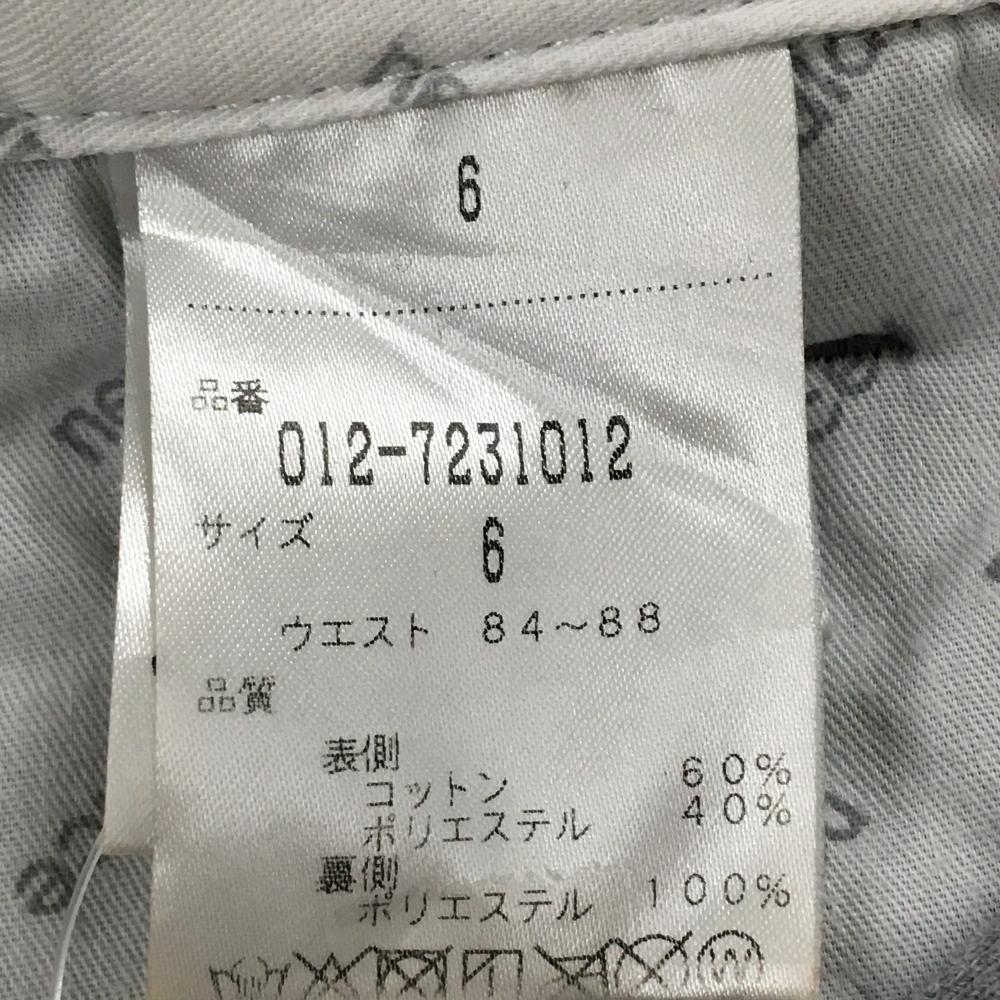 6
品番
012-7231012
サイズ
6
ウエスト 84～88
品質
表側
コットン 60%
ポリエステル 40%
裏側
ポリエステル 100%
W